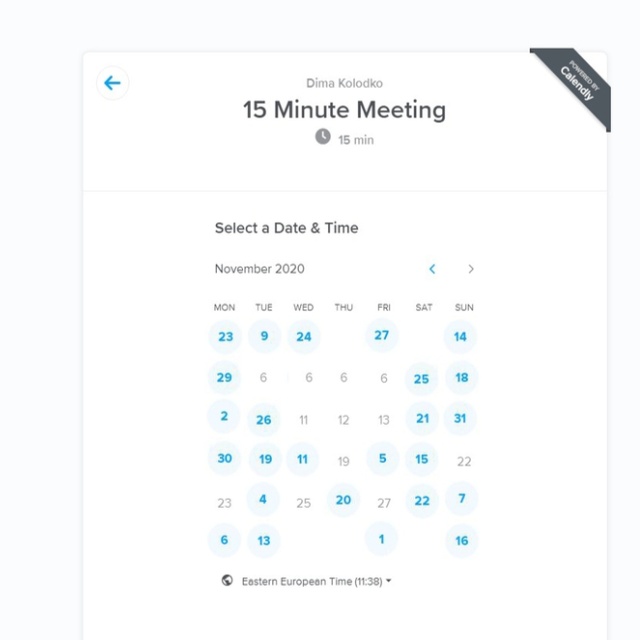 POWERED BY
Calendly
Dima Kolodko
15 Minute Meeting
15 min
Select a Date & Time
November 2020
MON TUE WED THU FRI SAT SUN
23 9 24 27 14
29 6 6 6 6 25 18
2 26 11 12 13 21 31
30 19 11 19 5 15 22
23 4 25 20 27 22 7
6 13 1 16
Eastern European Time (11:38)